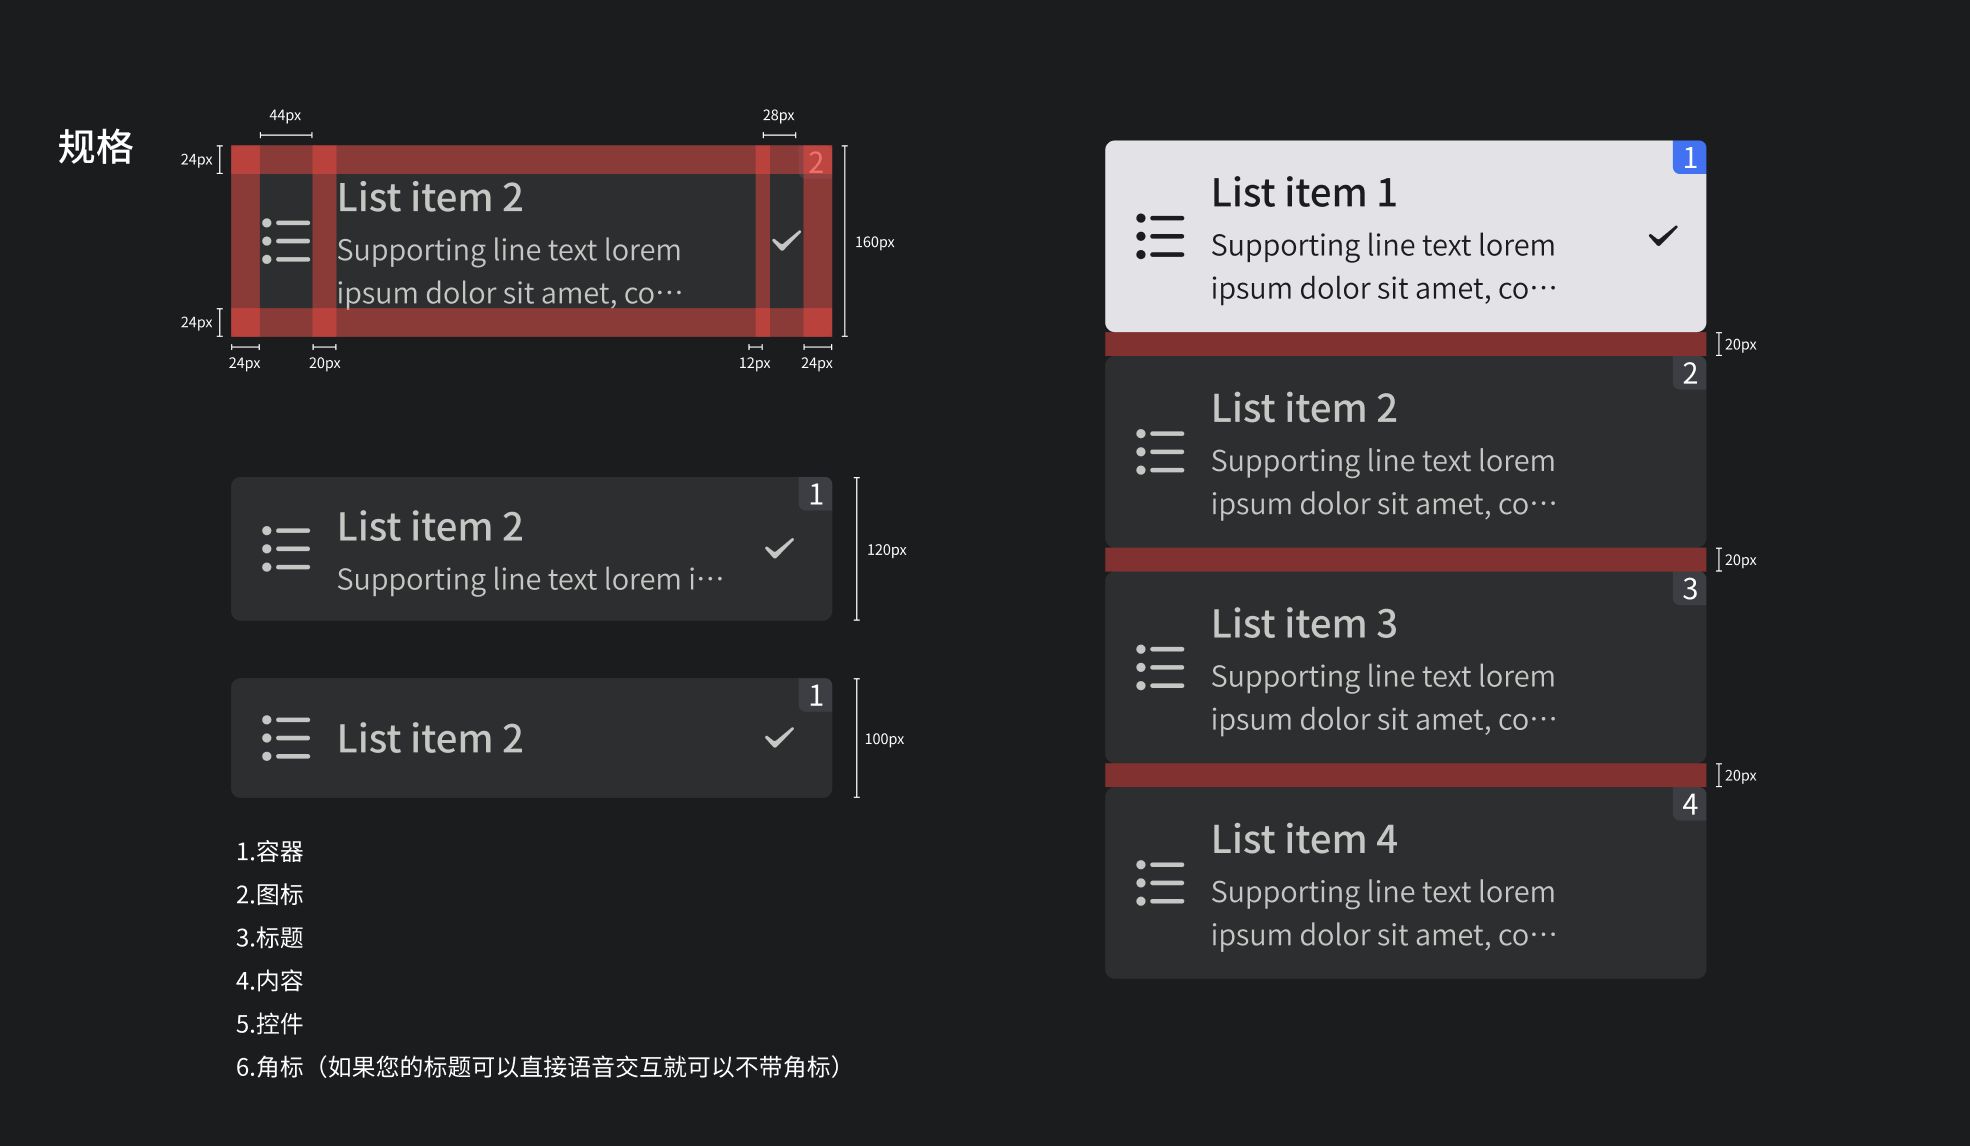 规格
44px
28px
24px
2
List item 2
Supporting line text lorem
ipsum dolor sit amet, co···
160px
24px
24px
20px
12px
24px
1
List item 2
Supporting line text lorem i···
120px
1
List item 2
100px
1.容器
2.图标
3.标题
4.内容
5.控件
6.角标（如果您的标题可以直接语音交互就可以不带角标）
1
List item 1
Supporting line text lorem
ipsum dolor sit amet, co···
20px
2
List item 2
Supporting line text lorem
ipsum dolor sit amet, co···
20px
3
List item 3
Supporting line text lorem
ipsum dolor sit amet, co···
20px
4
List item 4
Supporting line text lorem
ipsum dolor sit amet, co···